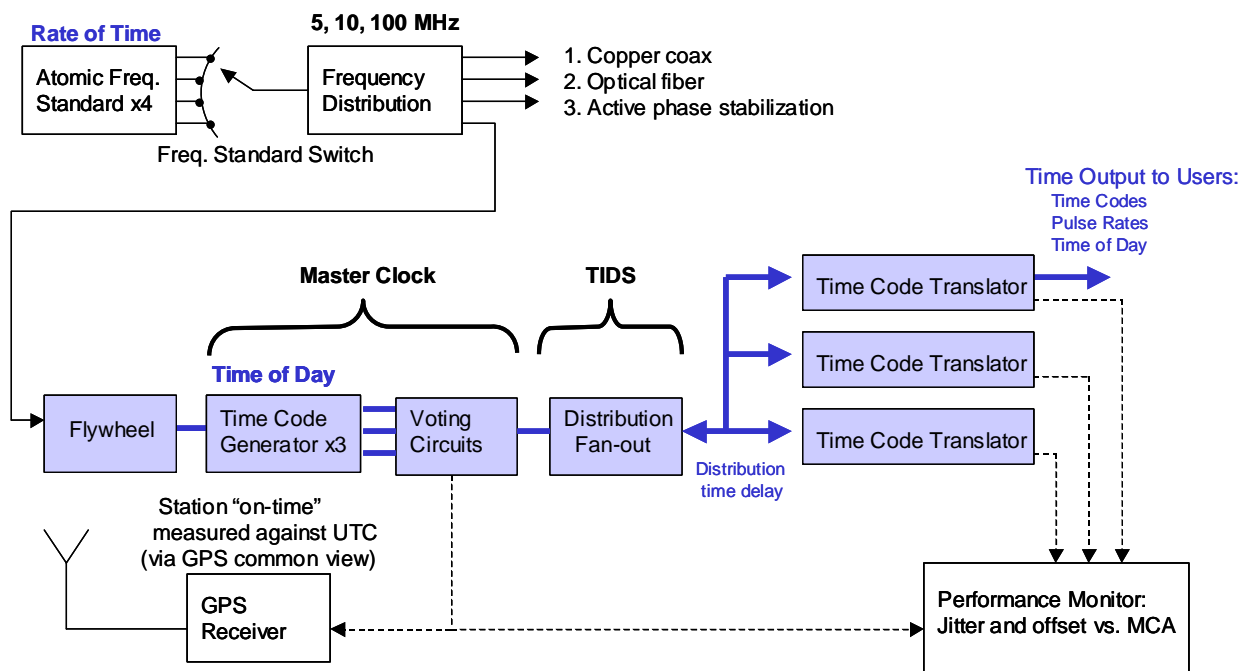 Rate of Time
5, 10, 100 MHz
Atomic Freq.
Standard x4
Frequency
Distribution
1. Copper coax
2. Optical fiber
3. Active phase stabilization
Freq. Standard Switch
Time Output to Users:
Time Codes
Pulse Rates
Time of Day
Master Clock
TIDS
Time Code Translator
Time Code Translator
Time Code Translator
Time of Day
Flywheel
Time Code
Generator x3
Voting
Circuits
Distribution
Fan-out
Distribution
time delay
Station “on-time”
measured against UTC
(via GPS common view)
GPS
Receiver
Performance Monitor:
Jitter and offset vs. MCA